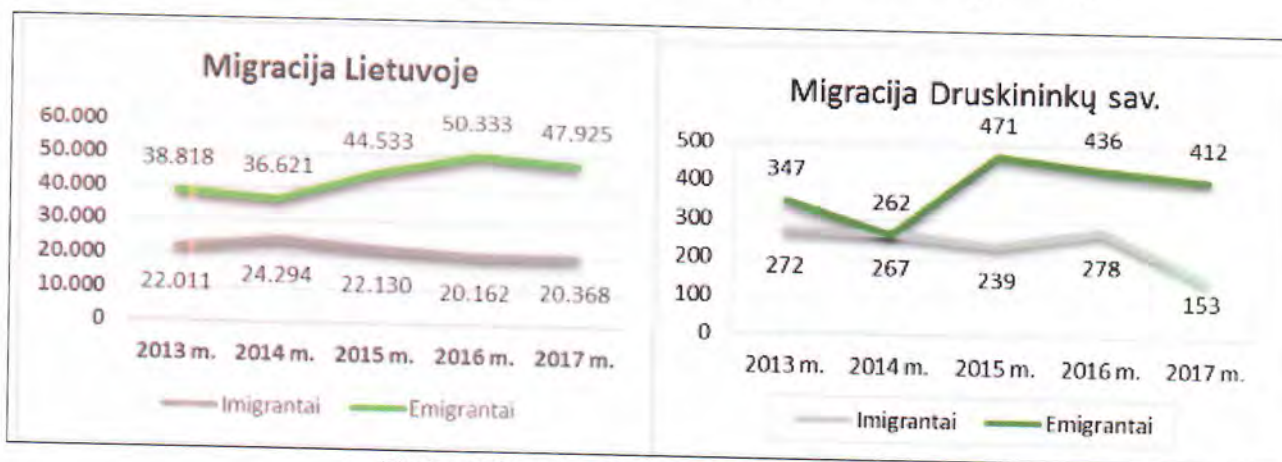 Migracija Lietuvoje
60.000
50.000
40.000
30.000
20.000
10.000
0
38.818 36.621 44.533 50.333 47.925
22.011 24.294 22.130 20.162 20.368
2013 m. 2014 m. 2015 m. 2016 m. 2017 m.
Imigrantai Emigrantai
Migracija Druskininkų sav.
500
400
300
200
100
0
347 262 471 436 412
272 267 239 278 153
2013 m. 2014 m. 2015 m. 2016 m. 2017 m.
Imigrantai Emigrantai